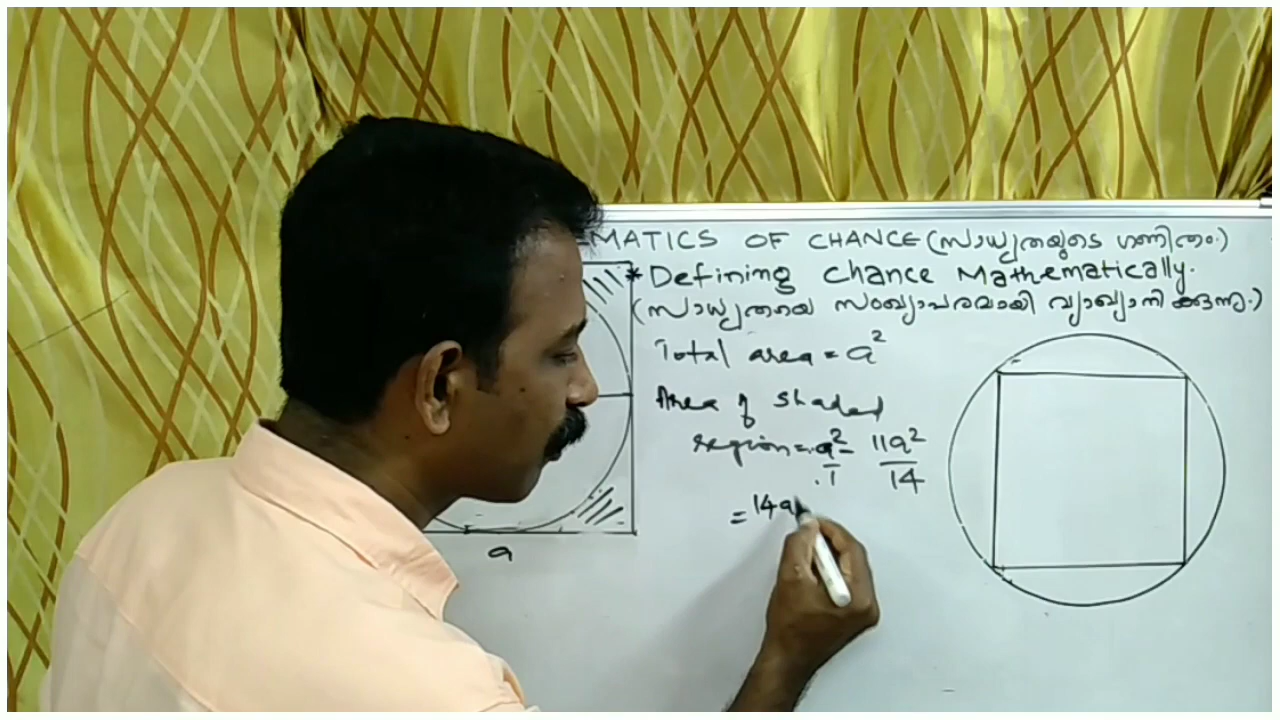 MATICS OF CHANCE (സാധ്യതയുടെ ഗണിതം.)
* Defining Chance Mathematically.
(സാധ്യതയെ സംഖ്യാപരമായി വ്യാഖ്യാനിക്കുന്നു.)
Total area = a²
Area of shaded
region = a²/1 - 11a²/14
= 14a
a